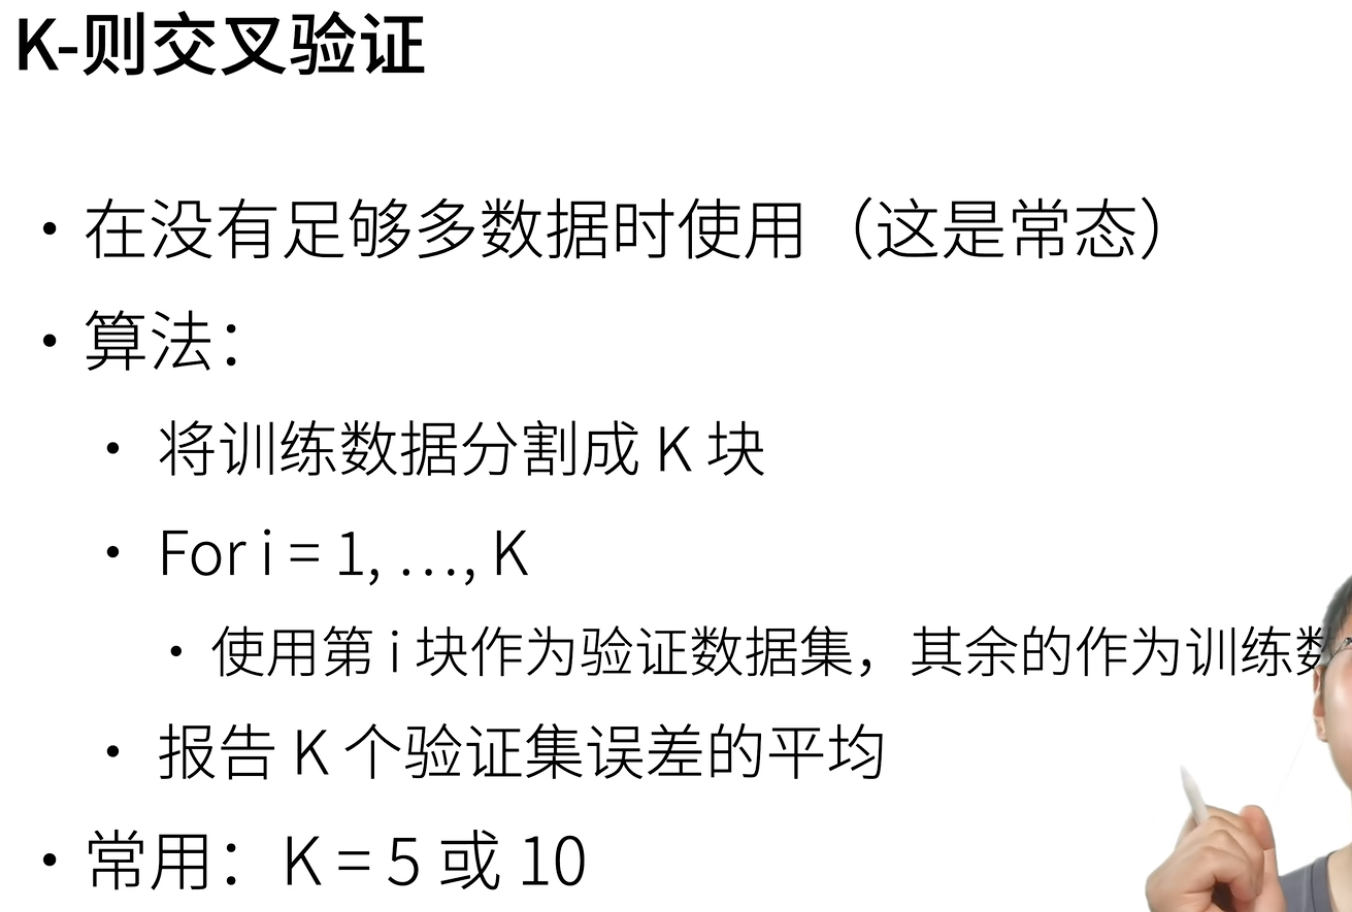 K-则交叉验证
• 在没有足够多数据时使用（这是常态）
• 算法：
• 将训练数据分割成 K 块
• For i = 1, …, K
• 使用第 i 块作为验证数据集，其余的作为训练数
• 报告 K 个验证集误差的平均
• 常用：K = 5 或 10